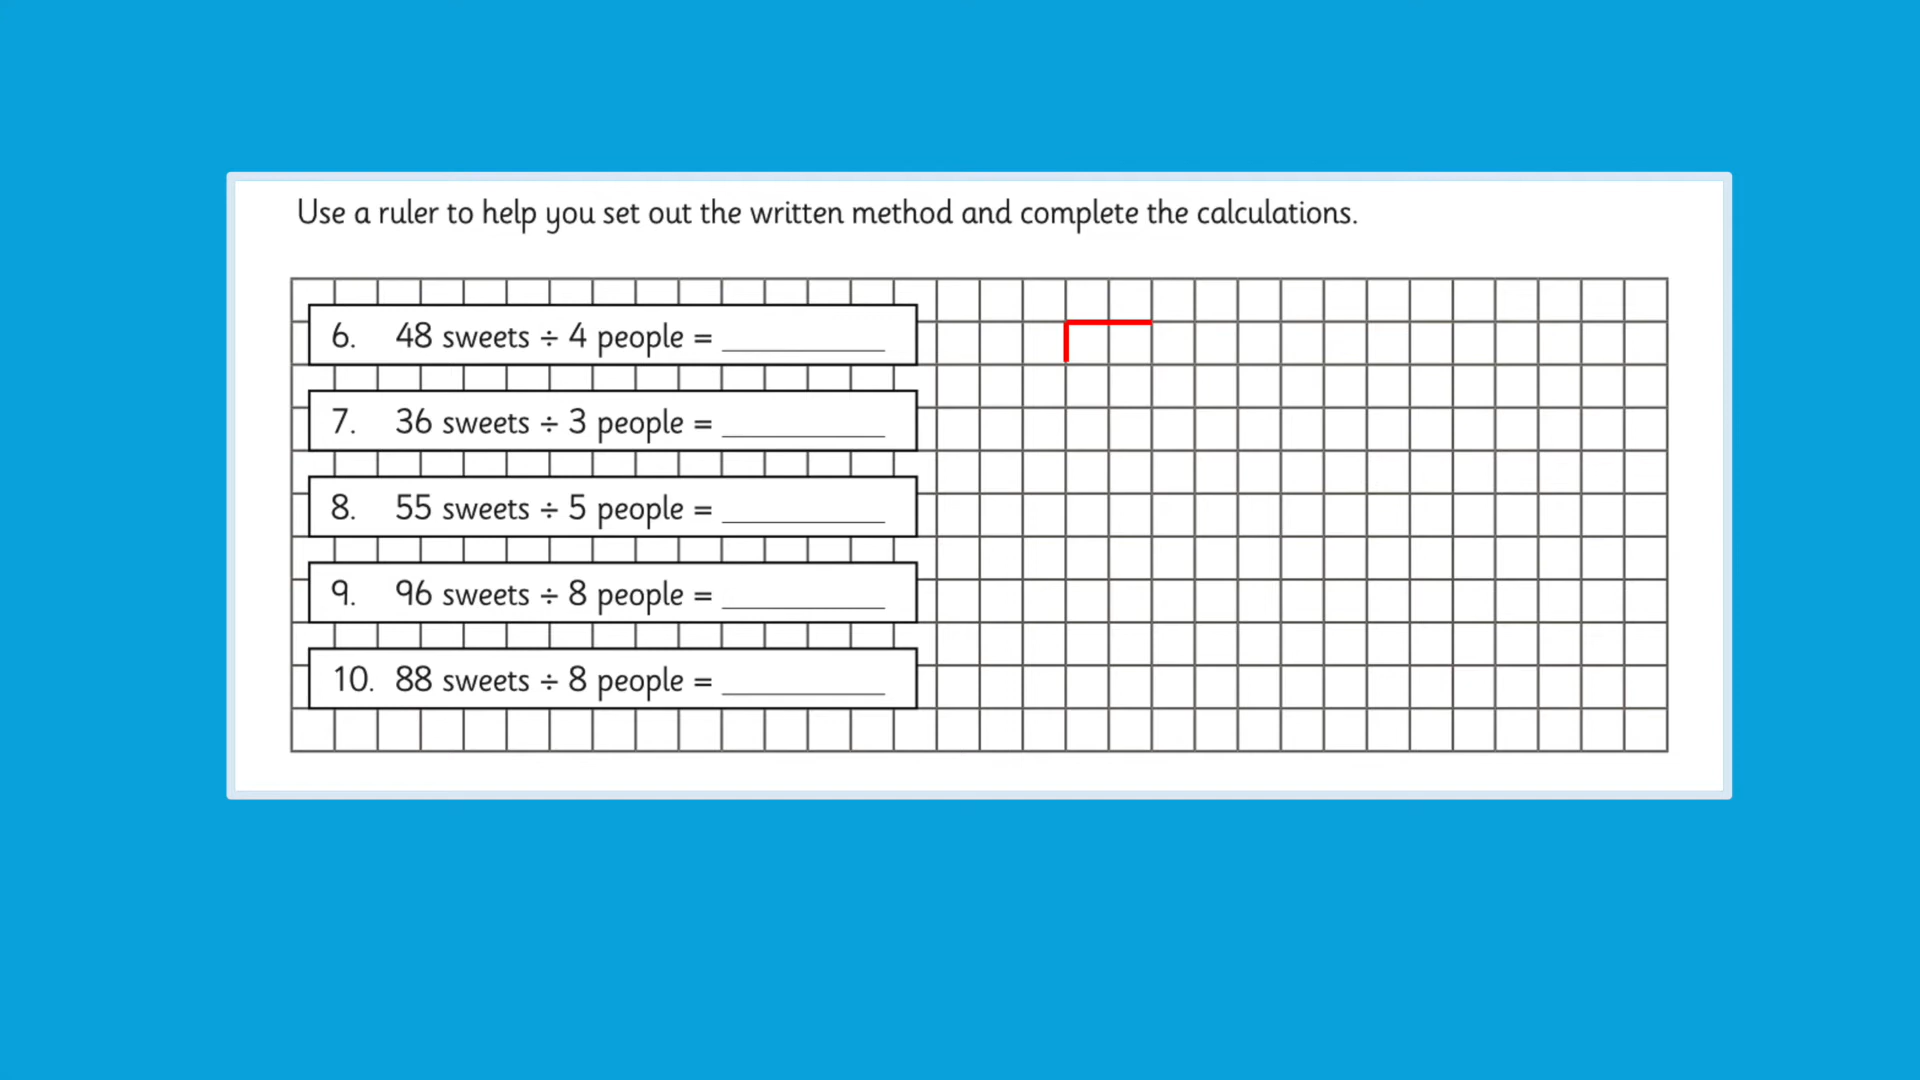 Use a ruler to help you set out the written method and complete the calculations.
6. 48 sweets ÷ 4 people = __________
7. 36 sweets ÷ 3 people = __________
8. 55 sweets ÷ 5 people = __________
9. 96 sweets ÷ 8 people = __________
10. 88 sweets ÷ 8 people = __________